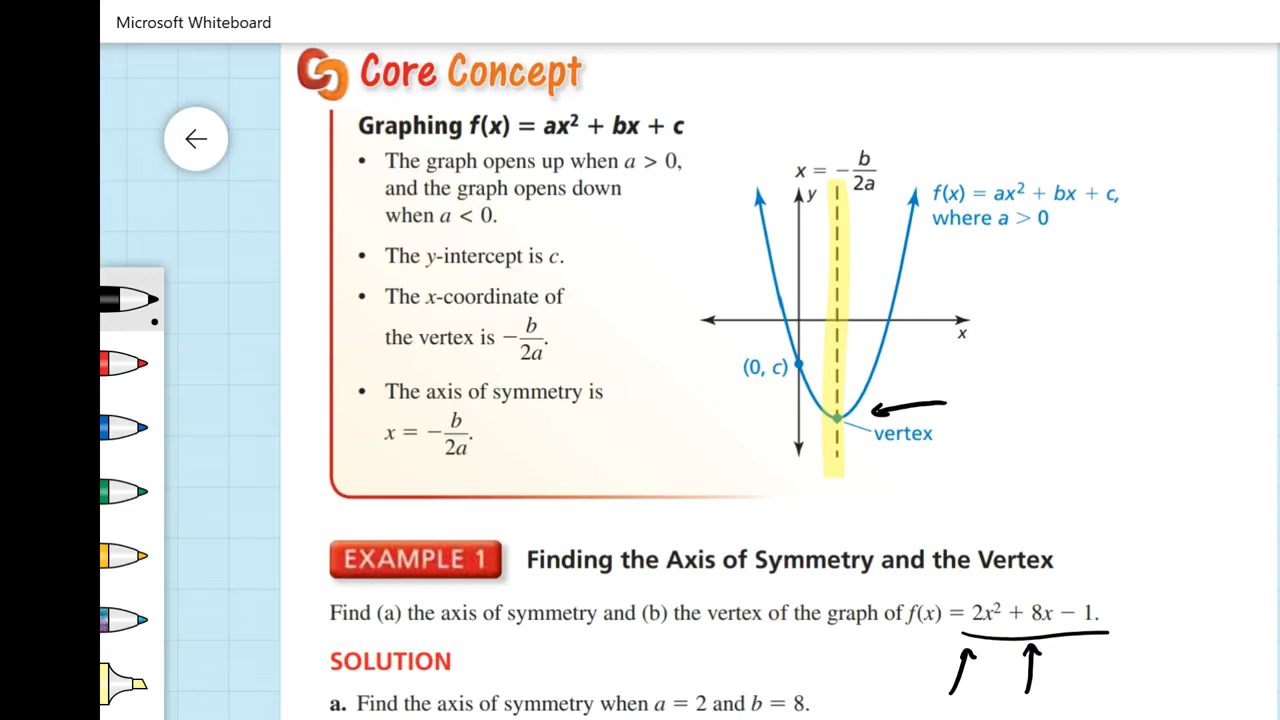 Microsoft Whiteboard
Core Concept
Graphing f(x) = ax² + bx + c
• The graph opens up when a > 0,
and the graph opens down
when a < 0.
• The y-intercept is c.
• The x-coordinate of
the vertex is −b/2a.
• The axis of symmetry is
x = −b/2a.
x = −b/2a
y
f(x) = ax² + bx + c,
where a > 0
x
(0, c)
vertex
EXAMPLE 1 Finding the Axis of Symmetry and the Vertex
Find (a) the axis of symmetry and (b) the vertex of the graph of f(x) = 2x² + 8x − 1.
SOLUTION
a. Find the axis of symmetry when a = 2 and b = 8.